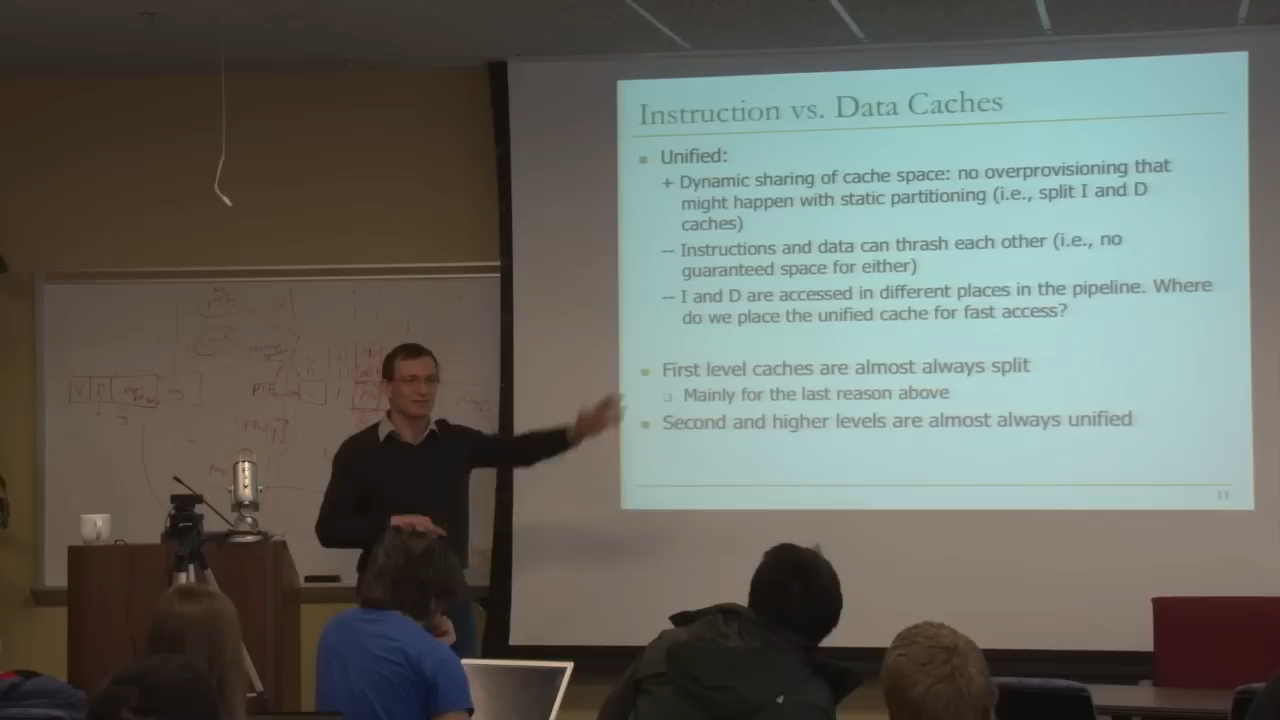 Instruction vs. Data Caches
Unified:
+ Dynamic sharing of cache space: no overprovisioning that
might happen with static partitioning (i.e., split I and D
caches)
-- Instructions and data can thrash each other (i.e., no
guaranteed space for either)
-- I and D are accessed in different places in the pipeline. Where
do we place the unified cache for fast access?
First level caches are almost always split
Mainly for the last reason above
Second and higher levels are almost always unified
13